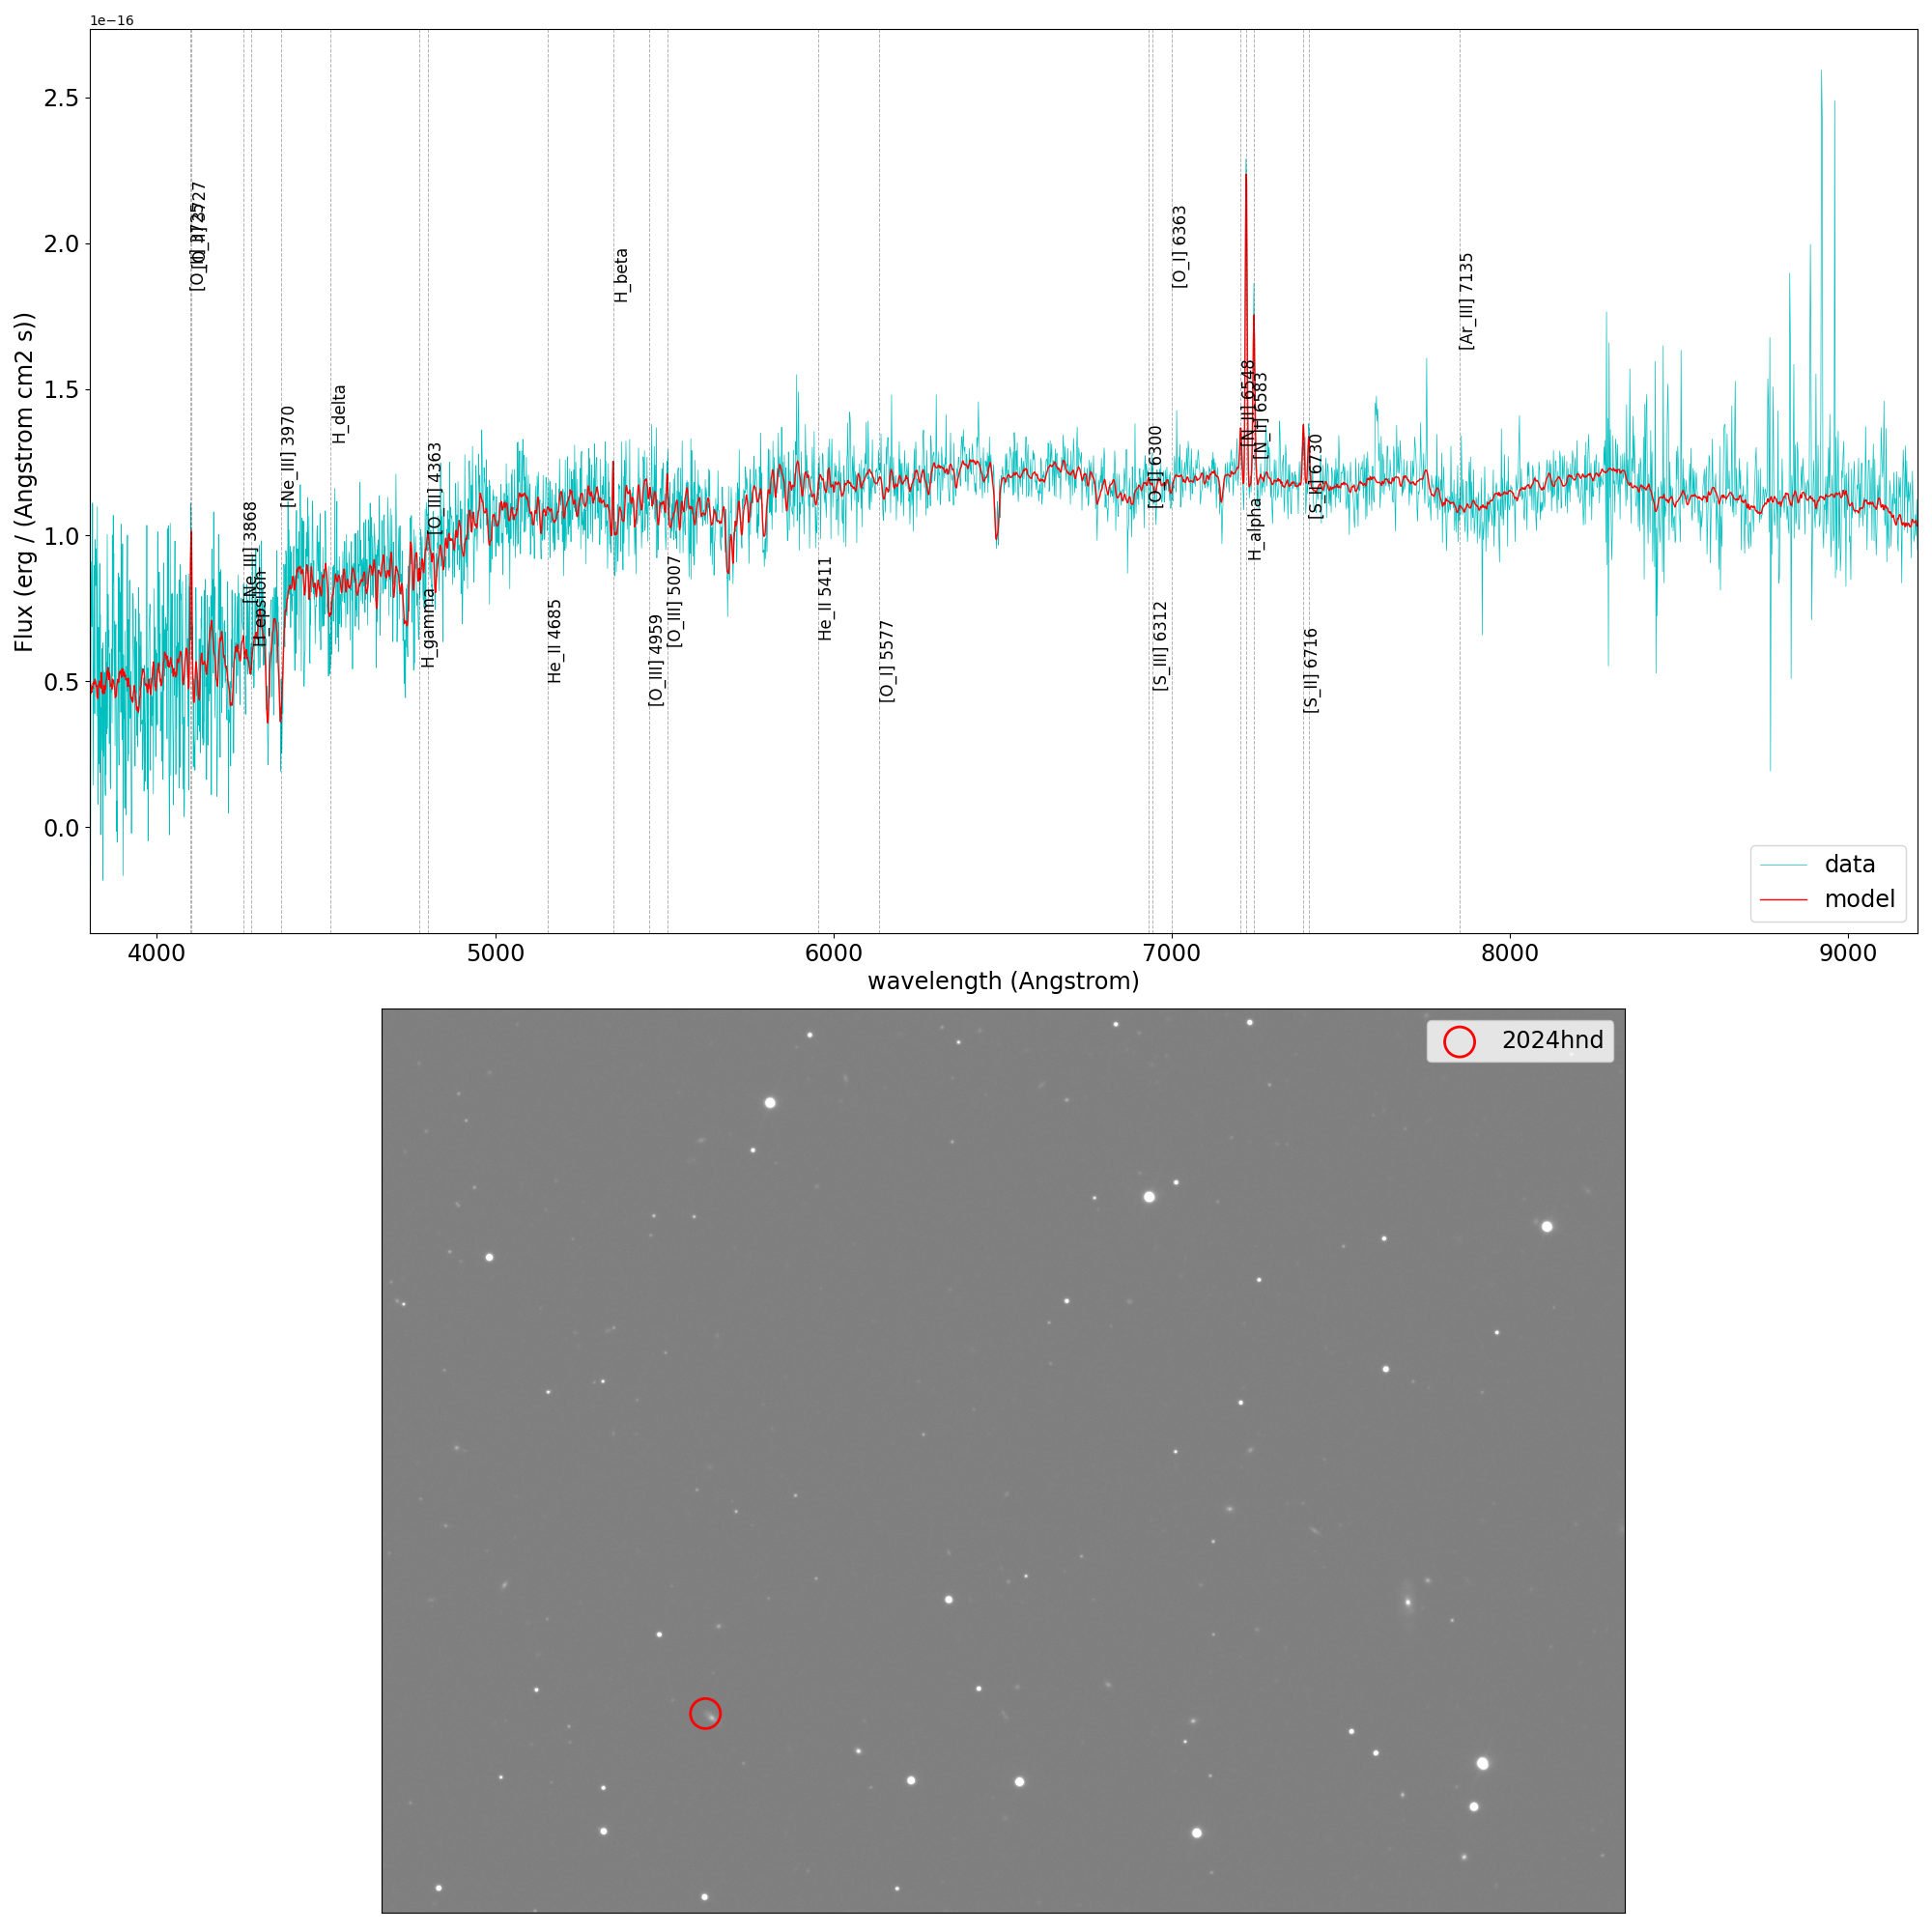 1e−16
Flux (erg / (Angstrom cm2 s))
2.5
2.0
1.5
1.0
0.5
0.0
[O_II] 3725
[O_II] 3727
[Ne_III] 3868
H_epsilon
[Ne_III] 3970
H_delta
H_gamma
[O_III] 4363
He_II 4685
H_beta
[O_III] 4959
[O_III] 5007
He_II 5411
[O_I] 5577
[O_I] 6300
[S_III] 6312
[O_I] 6363
[N_II] 6548
H_alpha
[N_II] 6583
[S_II] 6716
[S_II] 6730
[Ar_III] 7135
data
model
4000 5000 6000 7000 8000 9000
wavelength (Angstrom)
2024hnd